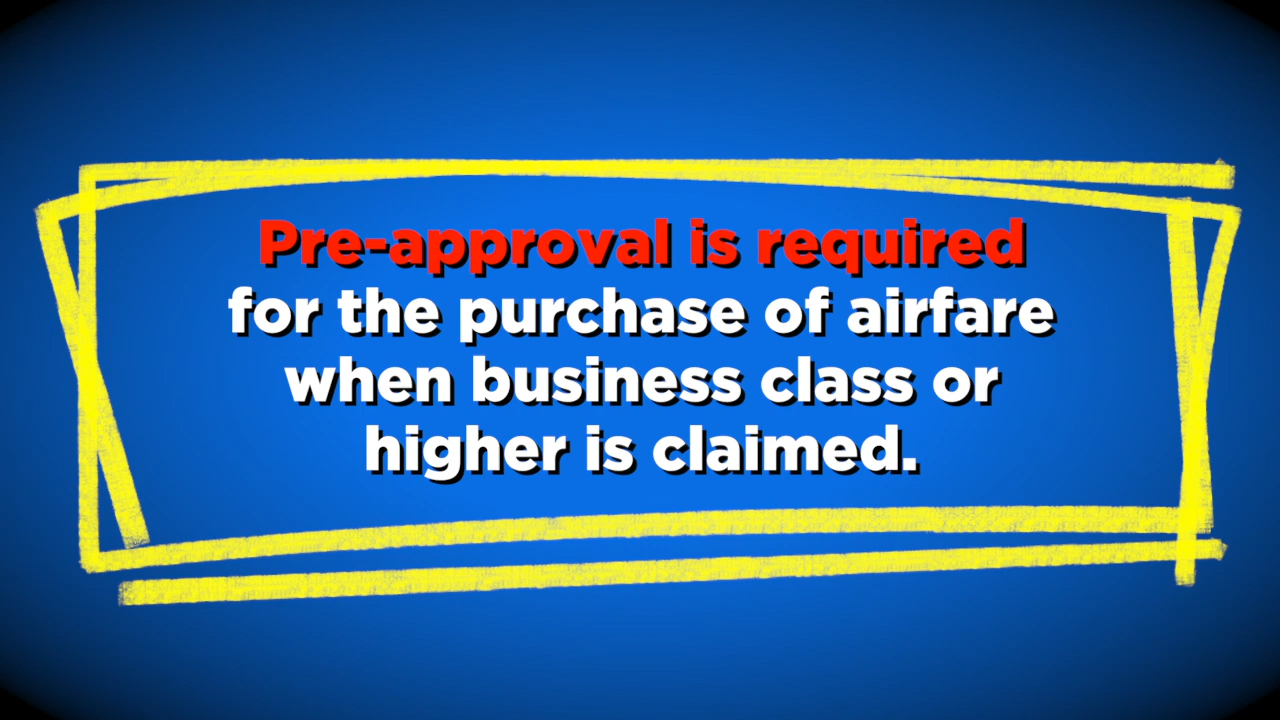 Pre-approval is required
for the purchase of airfare
when business class or
higher is claimed.